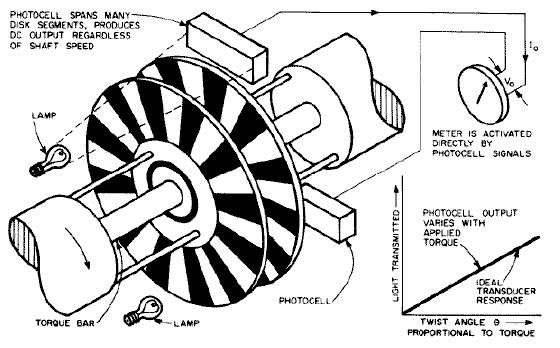 PHOTOCELL SPANS MANY
DISK SEGMENTS, PRODUCES
DC OUTPUT REGARDLESS
OF SHAFT SPEED
I₀
V₀
LAMP
METER IS ACTIVATED
DIRECTLY BY
PHOTOCELL SIGNALS
LIGHT TRANSMITTED
PHOTOCELL OUTPUT
VARIES WITH
APPLIED
TORQUE
IDEAL
TRANSDUCER
RESPONSE
PHOTOCELL
TORQUE BAR
LAMP
TWIST ANGLE θ
PROPORTIONAL TO TORQUE